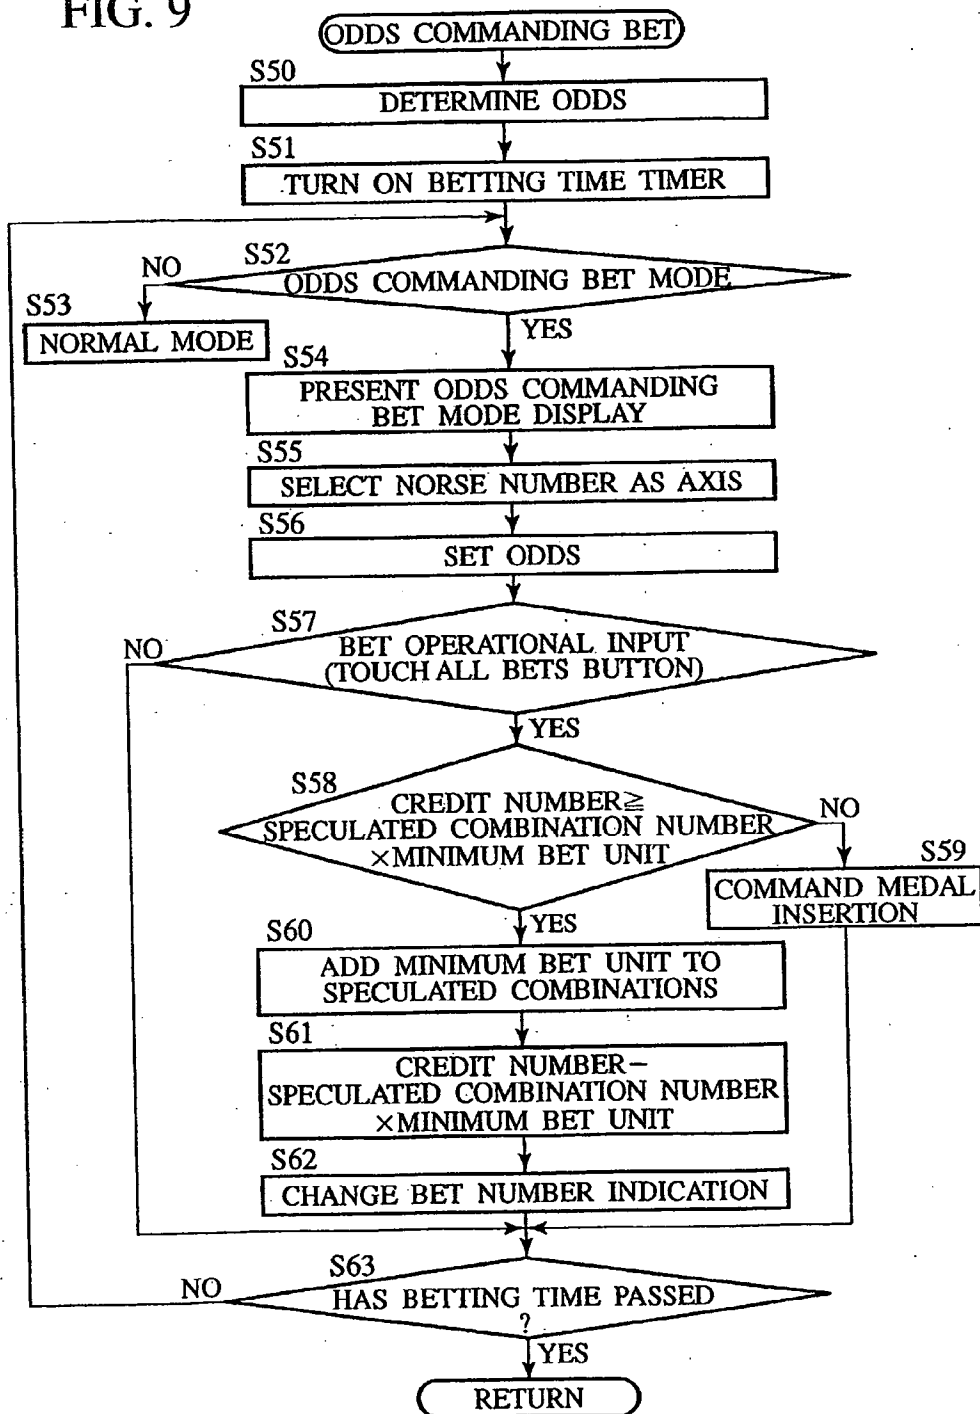 FIG. 9
ODDS COMMANDING BET
S50
DETERMINE ODDS
S51
TURN ON BETTING TIME TIMER
S52
NO
ODDS COMMANDING BET MODE
S53
NORMAL MODE
YES
S54
PRESENT ODDS COMMANDING
BET MODE DISPLAY
S55
SELECT NORSE NUMBER AS AXIS
S56
SET ODDS
S57
NO
BET OPERATIONAL INPUT
(TOUCH ALL BETS BUTTON)
YES
S58
CREDIT NUMBER≧
SPECULATED COMBINATION NUMBER
×MINIMUM BET UNIT
NO
S59
COMMAND MEDAL
INSERTION
YES
S60
ADD MINIMUM BET UNIT TO
SPECULATED COMBINATIONS
S61
CREDIT NUMBER−
SPECULATED COMBINATION NUMBER
×MINIMUM BET UNIT
S62
CHANGE BET NUMBER INDICATION
S63
NO
HAS BETTING TIME PASSED
?
YES
RETURN